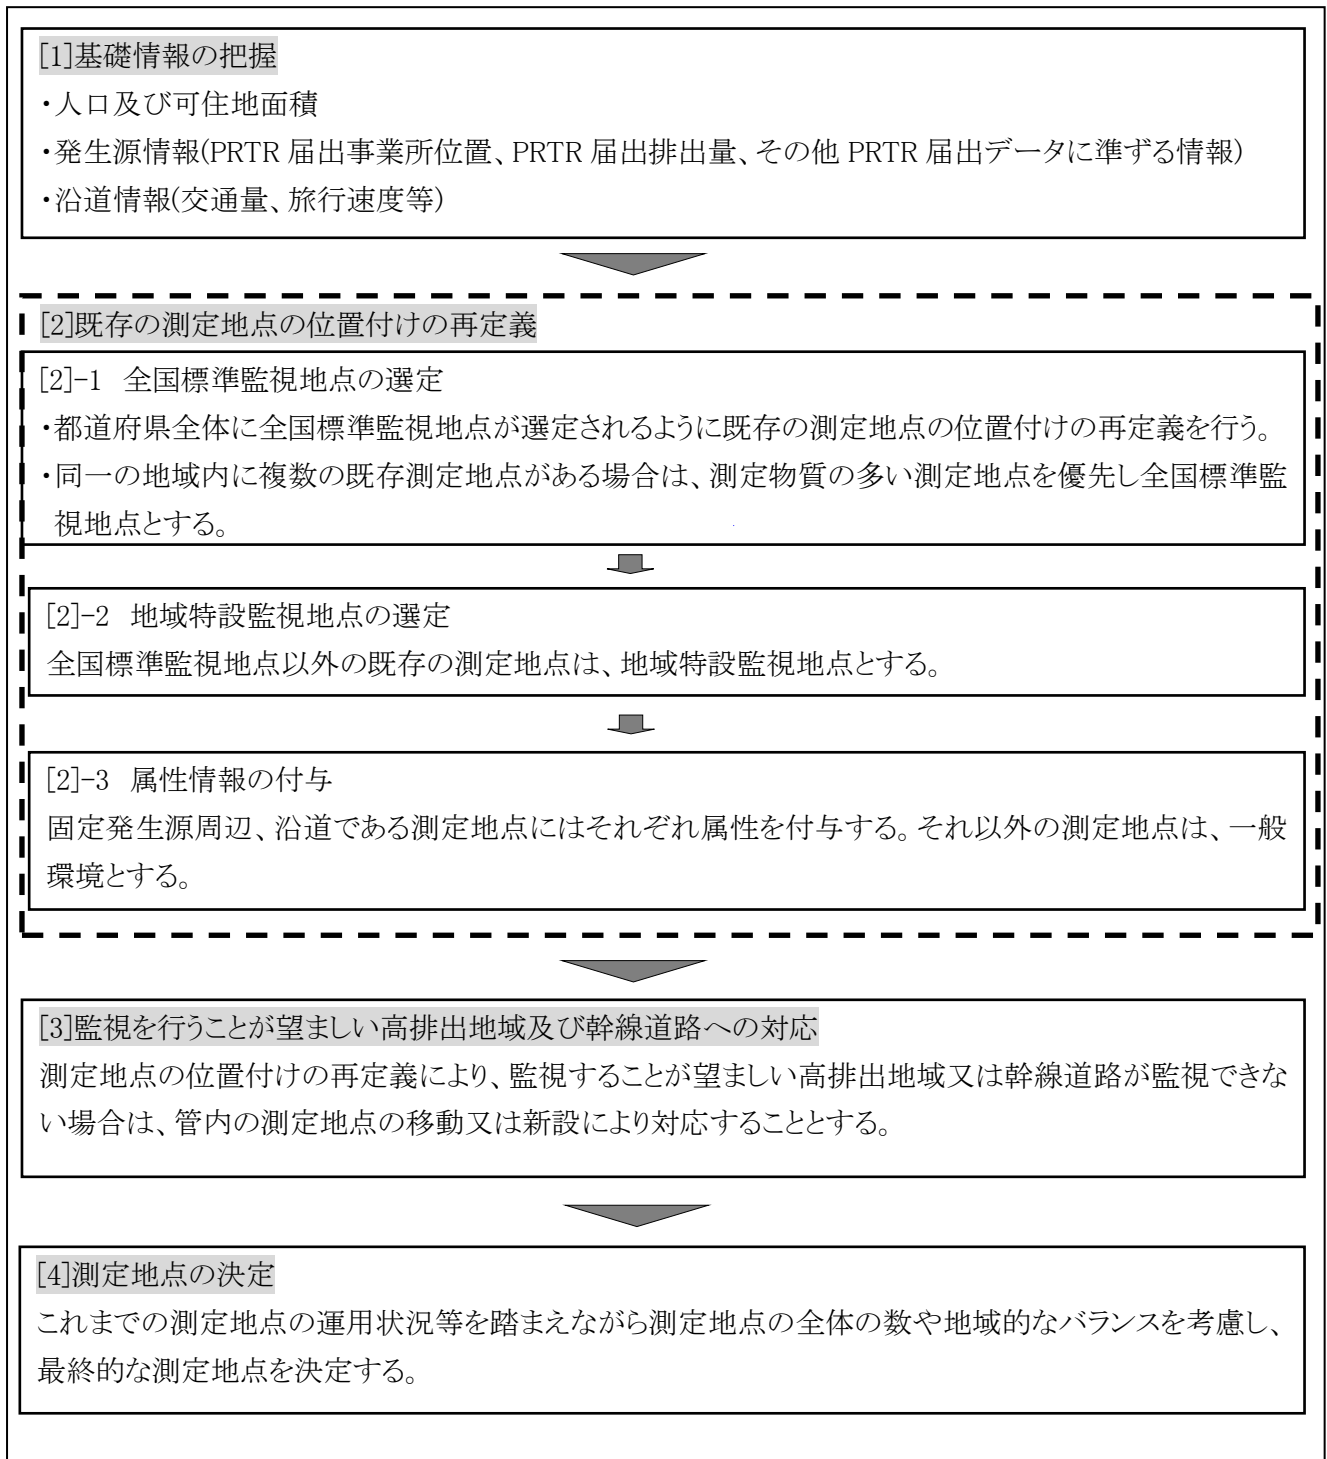 [1]基礎情報の把握
・人口及び可住地面積
・発生源情報(PRTR 届出事業所位置、PRTR 届出排出量、その他 PRTR 届出データに準ずる情報)
・沿道情報(交通量、旅行速度等)
[2]既存の測定地点の位置付けの再定義
[2]-1 全国標準監視地点の選定
・都道府県全体に全国標準監視地点が選定されるように既存の測定地点の位置付けの再定義を行う。
・同一の地域内に複数の既存測定地点がある場合は、測定物質の多い測定地点を優先し全国標準監
視地点とする。
[2]-2 地域特設監視地点の選定
全国標準監視地点以外の既存の測定地点は、地域特設監視地点とする。
[2]-3 属性情報の付与
固定発生源周辺、沿道である測定地点にはそれぞれ属性を付与する。それ以外の測定地点は、一般
環境とする。
[3]監視を行うことが望ましい高排出地域及び幹線道路への対応
測定地点の位置付けの再定義により、監視することが望ましい高排出地域又は幹線道路が監視できな
い場合は、管内の測定地点の移動又は新設により対応することとする。
[4]測定地点の決定
これまでの測定地点の運用状況等を踏まえながら測定地点の全体の数や地域的なバランスを考慮し、
最終的な測定地点を決定する。